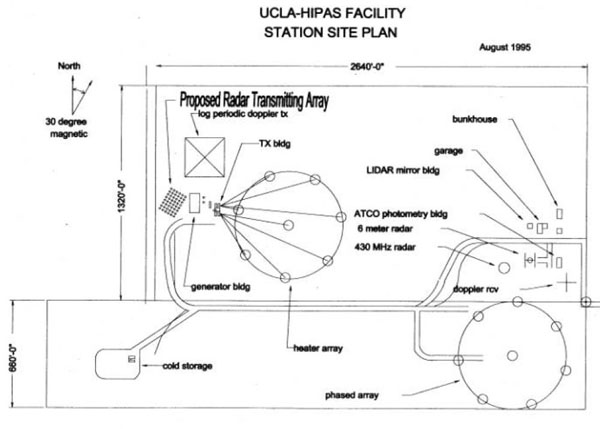 UCLA-HIPAS FACILITY
STATION SITE PLAN
August 1995
North
2640'-0"
30 degree
magnetic
Proposed Radar Transmitting Array
log periodic doppler tx
bunkhouse
TX bldg
garage
LIDAR mirror bldg
1320'-0"
ATCO photometry bldg
6 meter radar
430 MHz radar
generator bldg
doppler rcv
heater array
660'-0"
cold storage
phased array